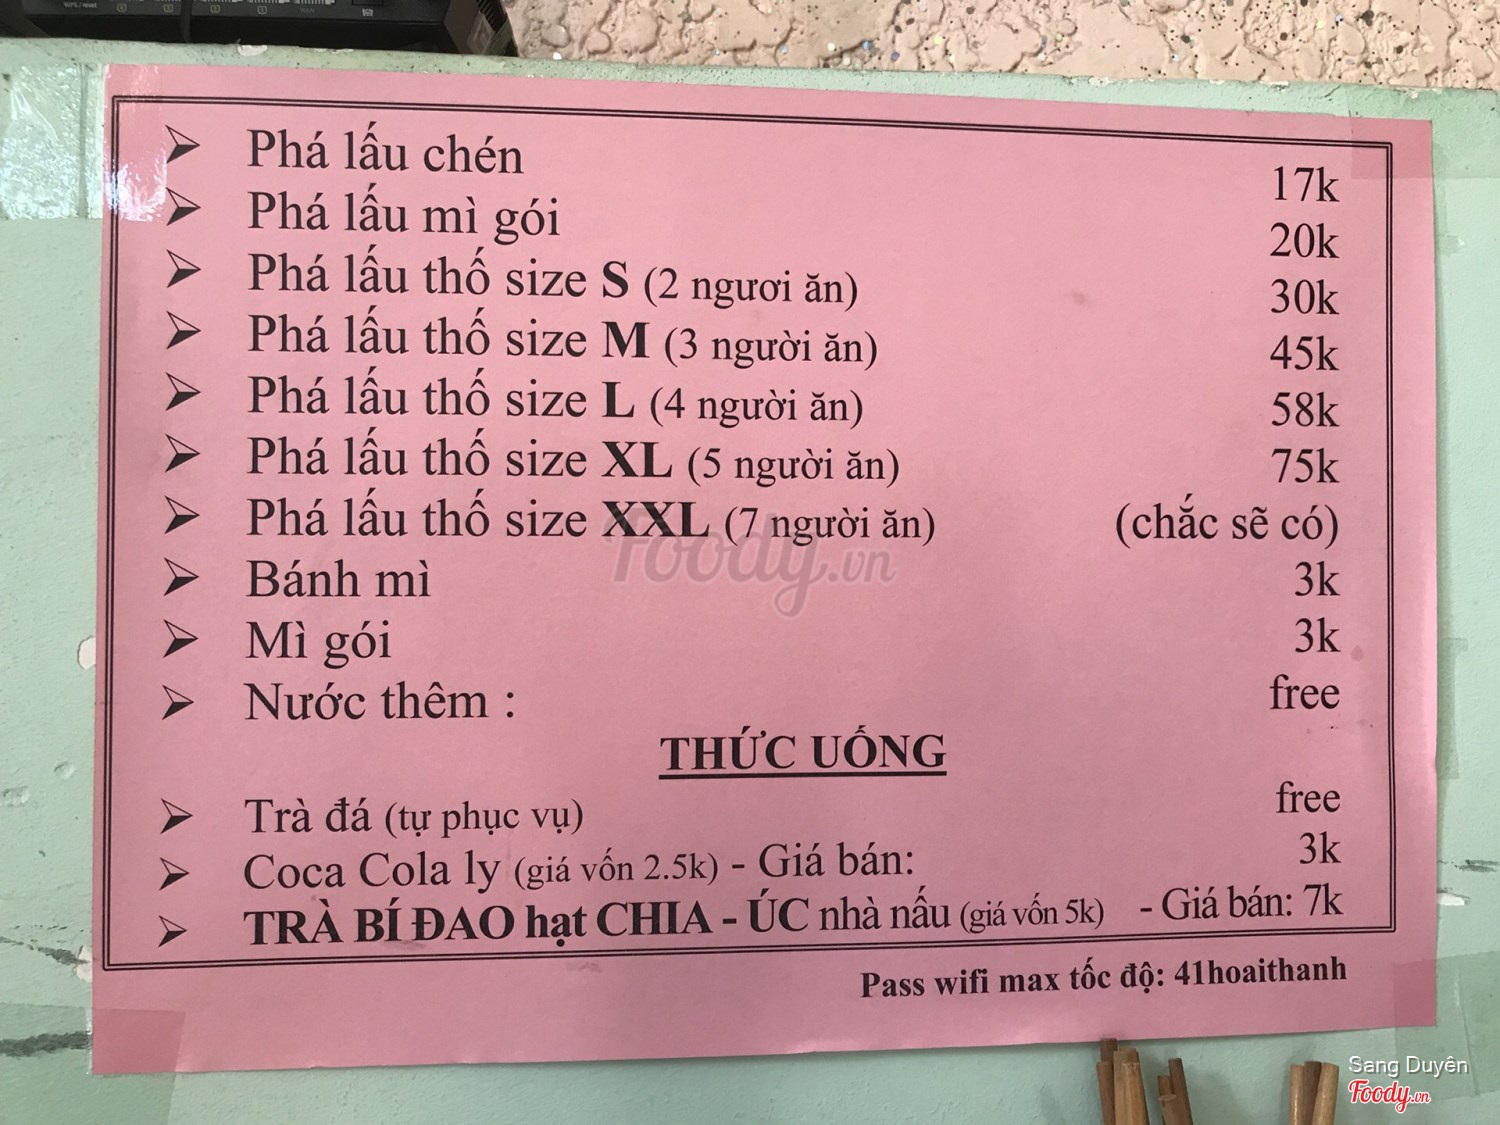 Phá lấu chén 17k
Phá lấu mì gói 20k
Phá lấu thố size S (2 ngươi ăn) 30k
Phá lấu thố size M (3 người ăn) 45k
Phá lấu thố size L (4 người ăn) 58k
Phá lấu thố size XL (5 người ăn) 75k
Phá lấu thố size XXL (7 người ăn) (chắc sẽ có)
Bánh mì 3k
Mì gói 3k
Nước thêm : free
THỨC UỐNG
Trà đá (tự phục vụ) free
Coca Cola ly (giá vốn 2.5k) - Giá bán: 3k
TRÀ BÍ ĐAO hạt CHIA - ÚC nhà nấu (giá vốn 5k) - Giá bán: 7k
Pass wifi max tốc độ: 41hoaithanh
Foody.vn
Sang Duyên
Foody.vn